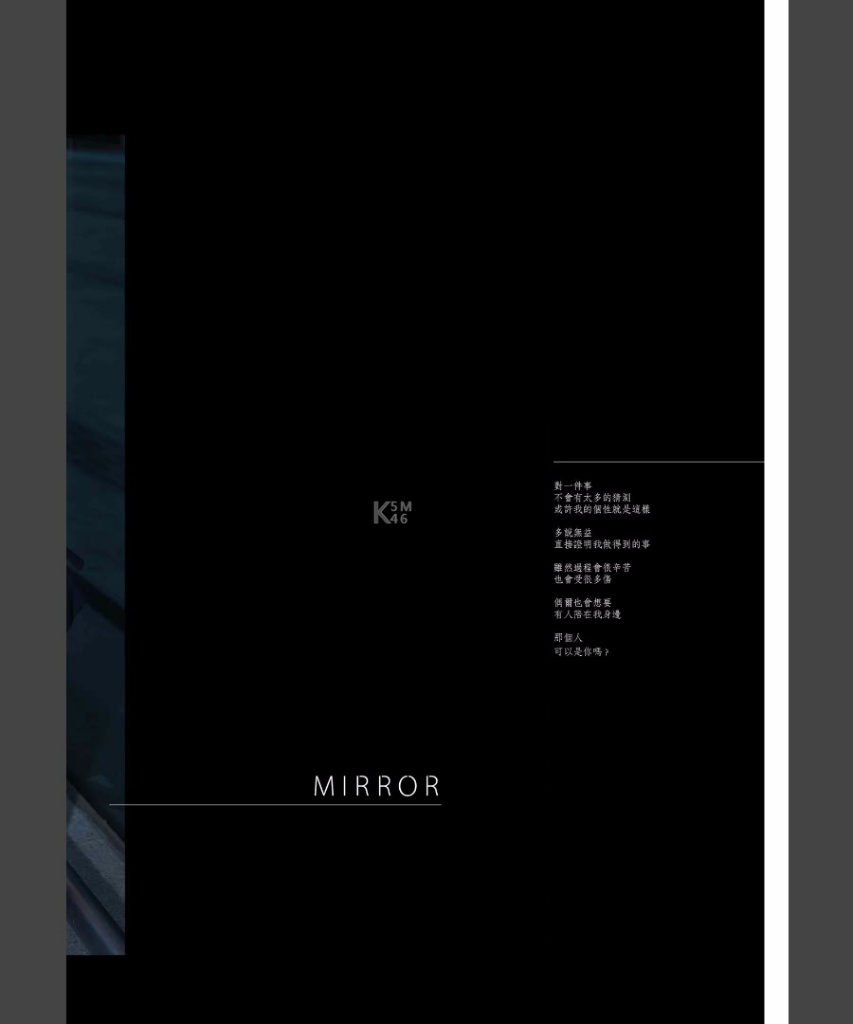 K5M46
MIRROR
對一件事
不會有太多的猜測
或許我的個性就是這樣
多說無益
直接證明我做得到的事
雖然過程會很辛苦
也會受很多傷
偶爾也會想要
有人陪在我身邊
那個人
可以是你嗎?